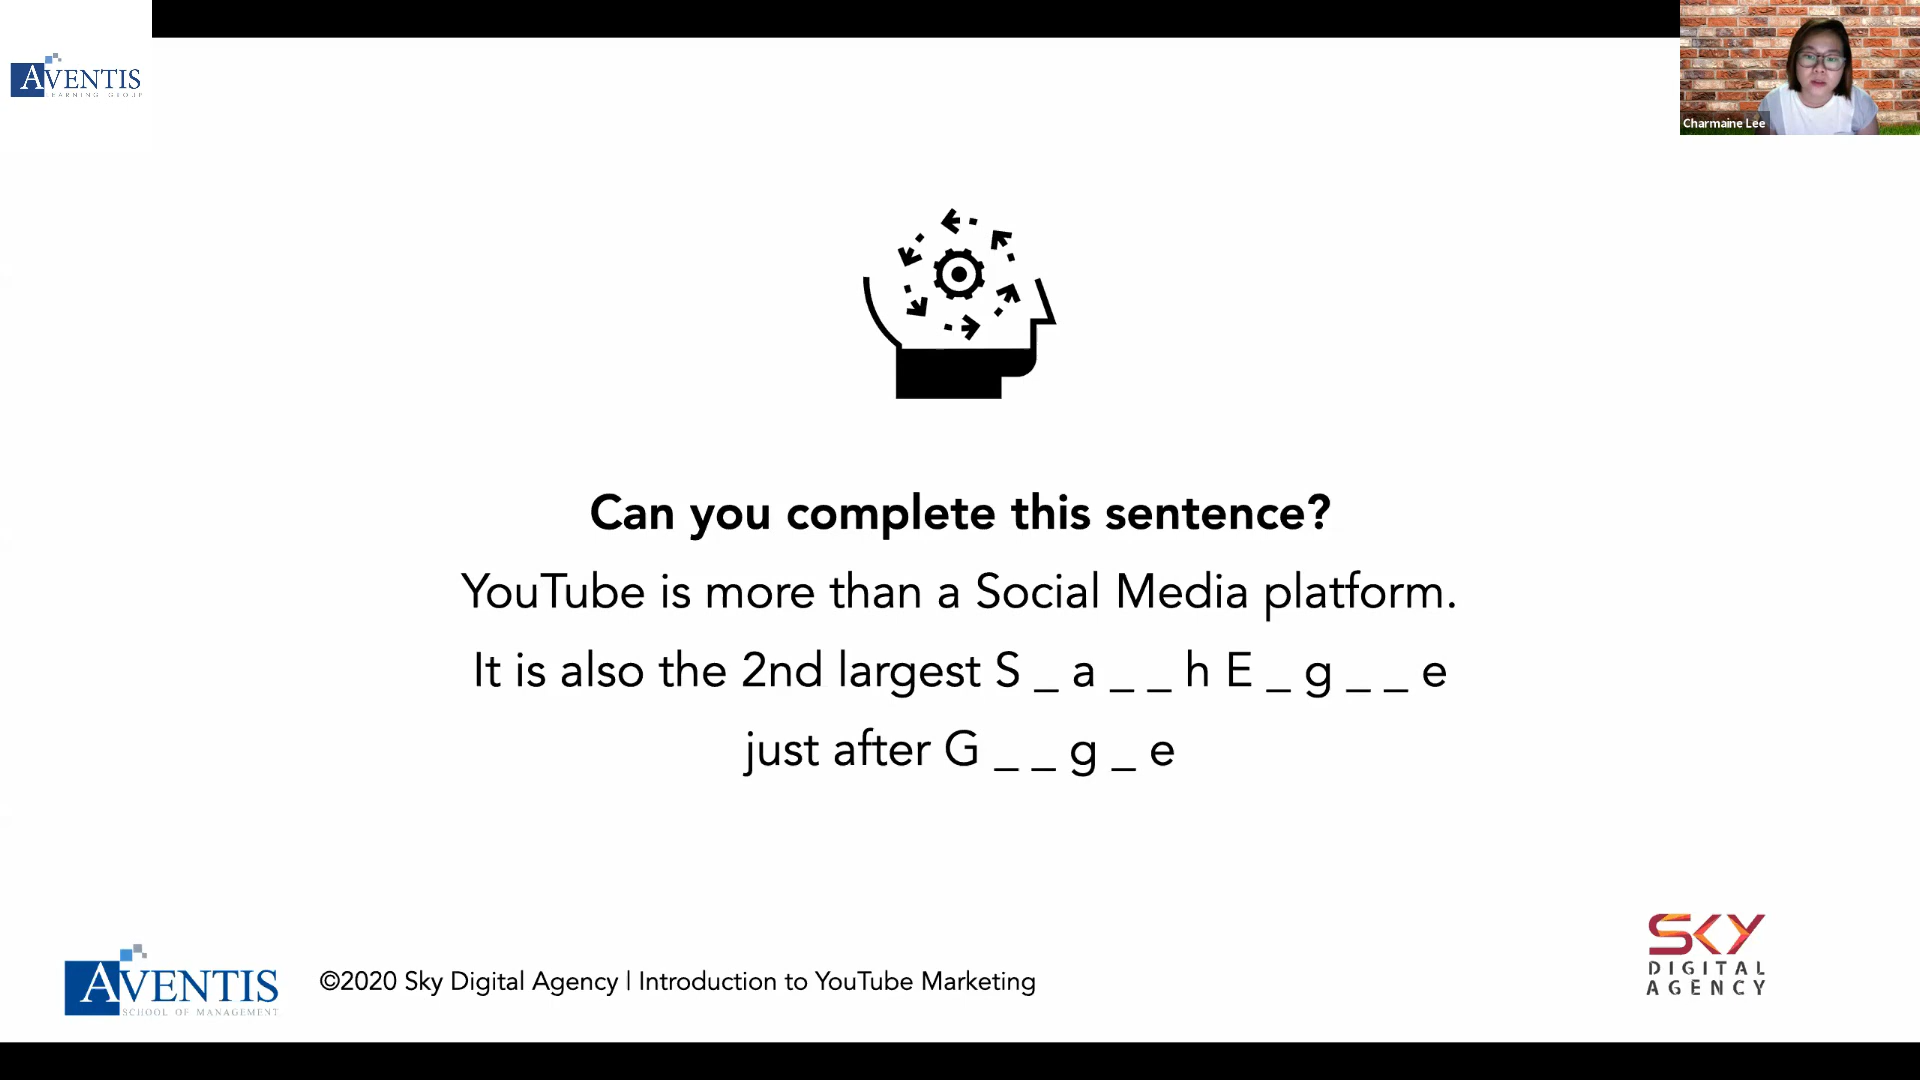 AVENTIS
LEARNING GROUP
Charmaine Lee
Can you complete this sentence?
YouTube is more than a Social Media platform.
It is also the 2nd largest S _ a _ _ h E _ g _ _ e
just after G _ _ g _ e
AVENTIS
SCHOOL OF MANAGEMENT
©2020 Sky Digital Agency | Introduction to YouTube Marketing
SKY
DIGITAL
AGENCY